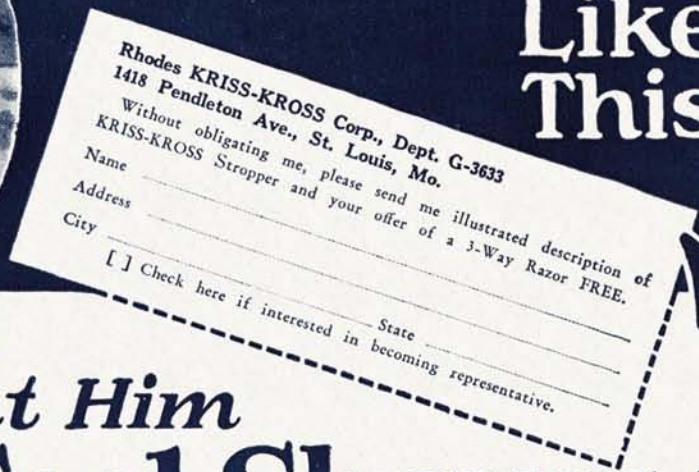 Like
This
Rhodes KRISS-KROSS Corp., Dept. G-3633
1418 Pendleton Ave., St. Louis, Mo.
Without obligating me, please send me illustrated description of
KRISS-KROSS Stropper and your offer of a 3-Way Razor FREE.
Name
Address
City State
[ ] Check here if interested in becoming representative.
Him